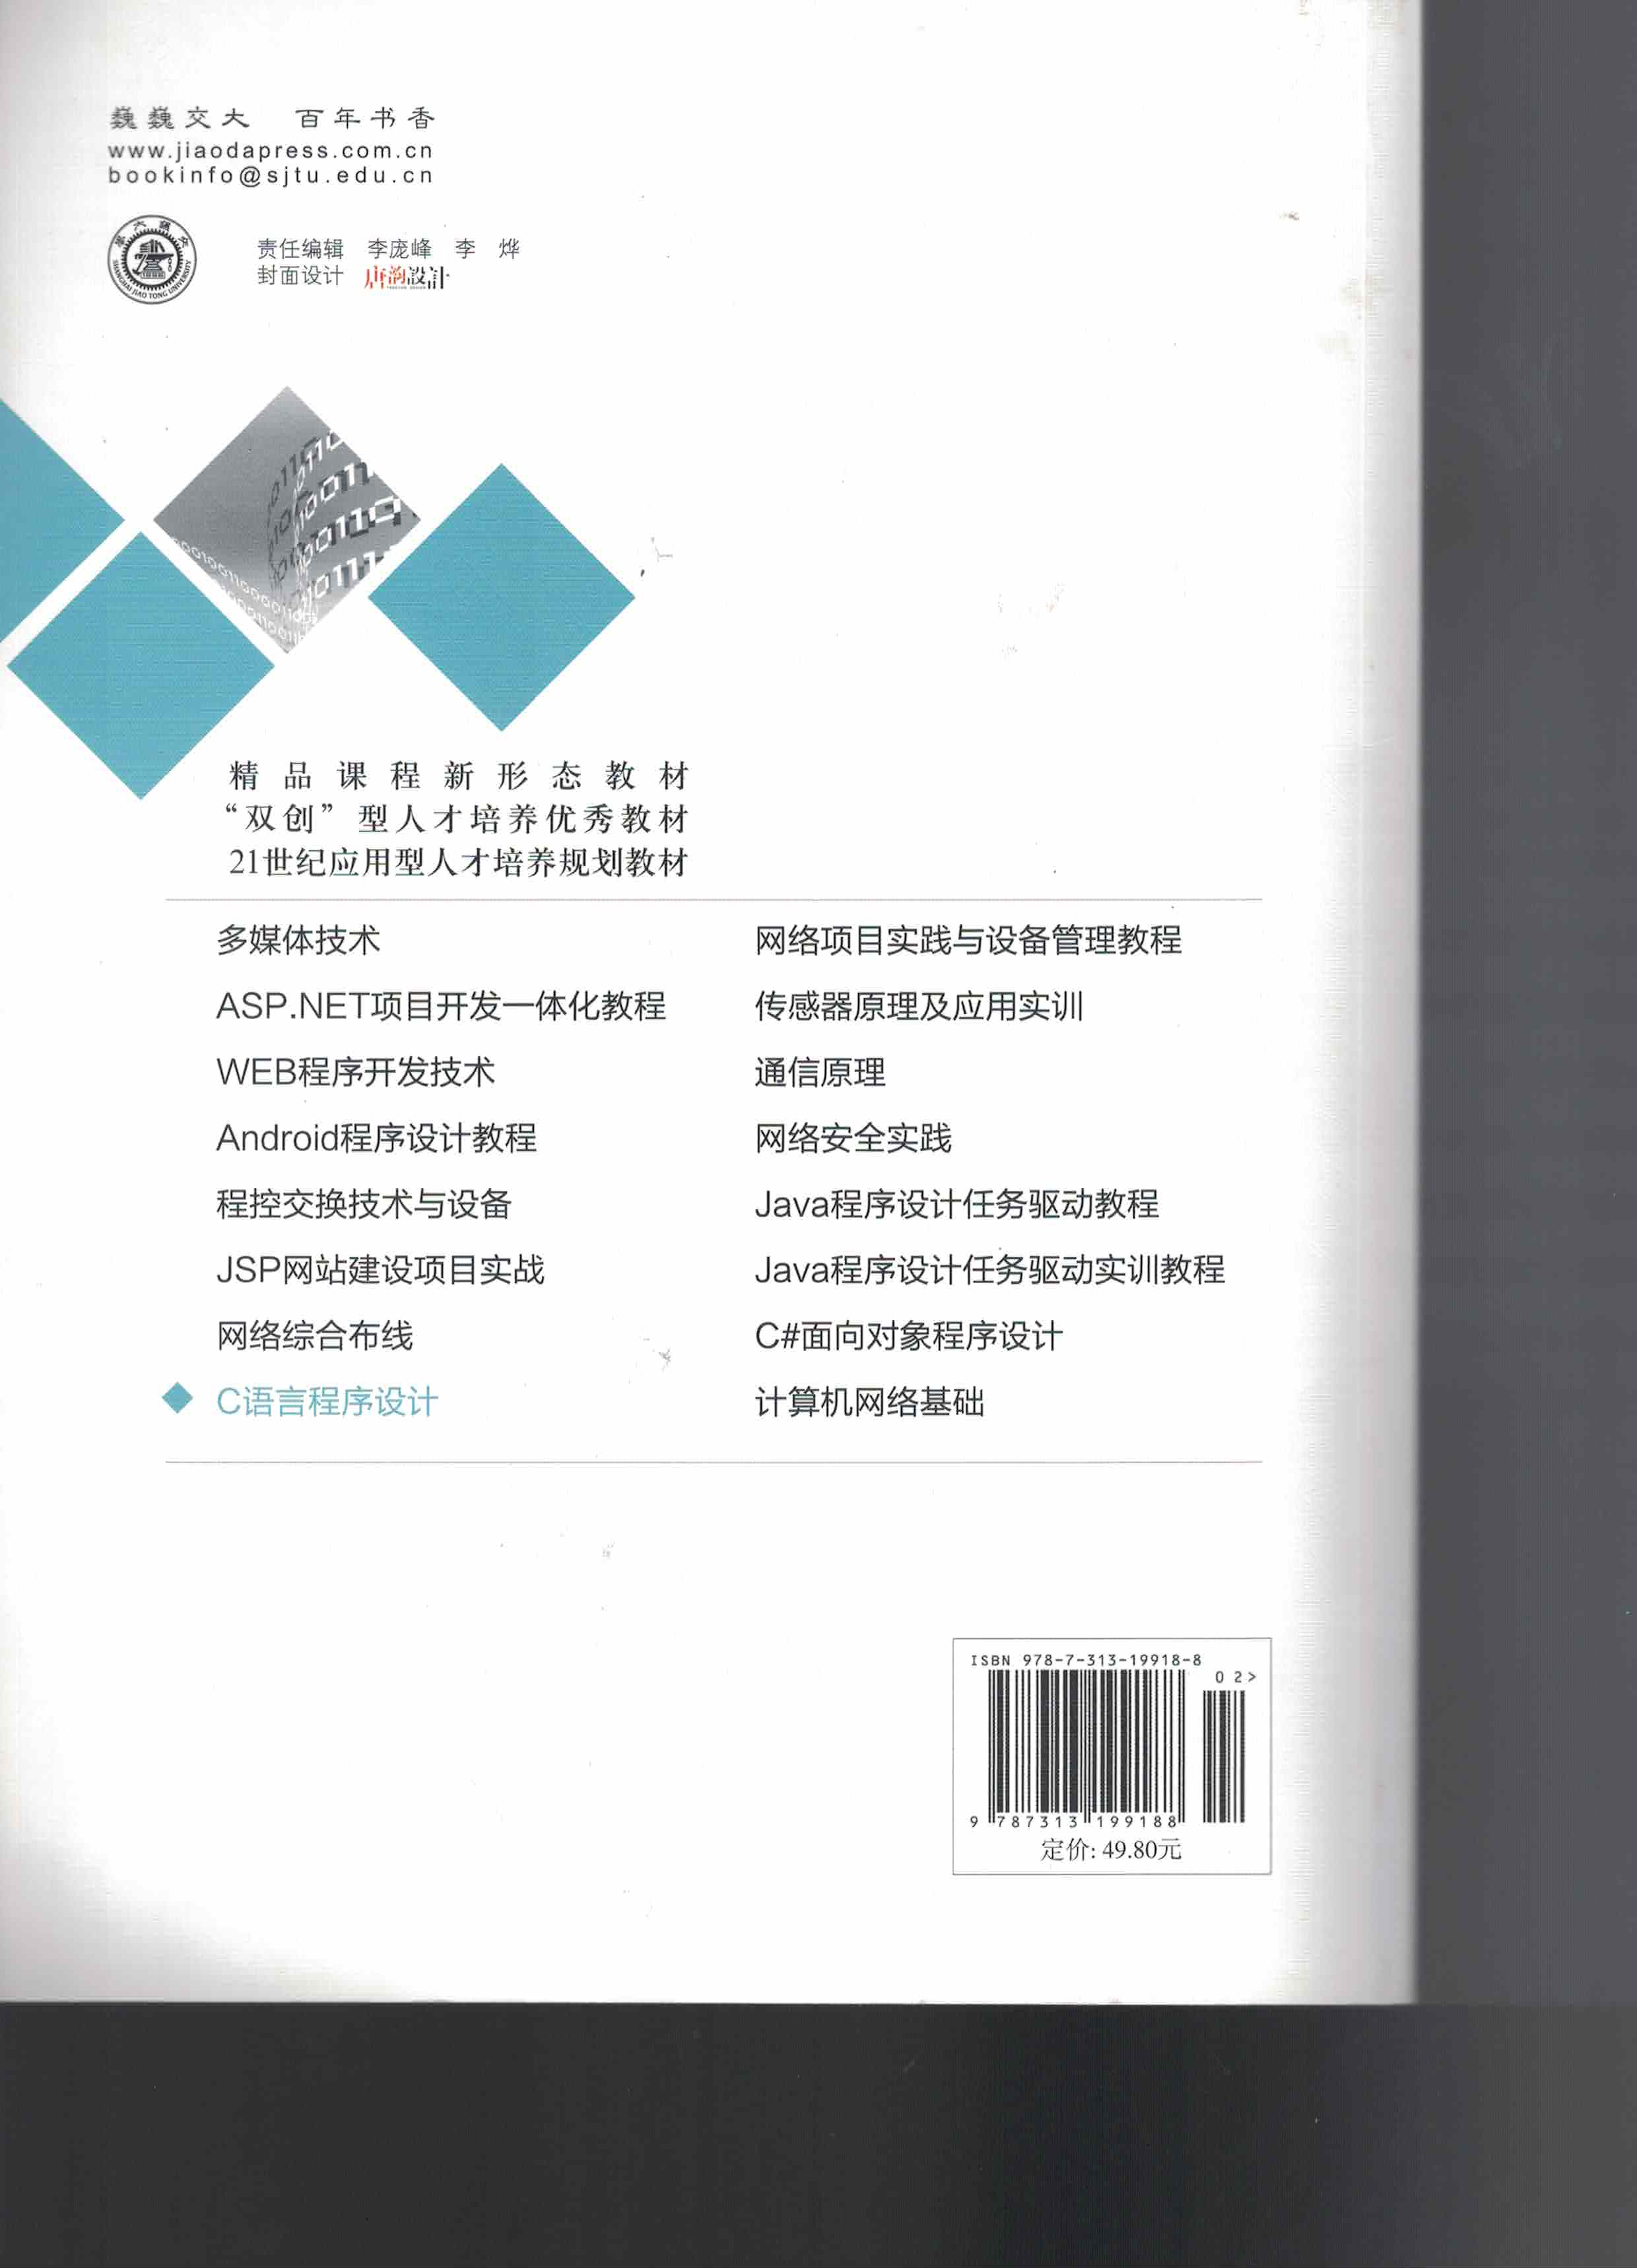 巍巍交大 百年书香
www.jiaodapress.com.cn
bookinfo@sjtu.edu.cn
SHANGHAI JIAO TONG UNIVERSITY
责任编辑 李庞峰 李 烨
封面设计 唐韵設計
精品课程新形态教材
“双创”型人才培养优秀教材
21世纪应用型人才培养规划教材
多媒体技术
ASP.NET项目开发一体化教程
WEB程序开发技术
Android程序设计教程
程控交换技术与设备
JSP网站建设项目实战
网络综合布线
C语言程序设计
网络项目实践与设备管理教程
传感器原理及应用实训
通信原理
网络安全实践
Java程序设计任务驱动教程
Java程序设计任务驱动实训教程
C#面向对象程序设计
计算机网络基础
ISBN 978-7-313-19918-8
02>
9 787313 199188
定价: 49.80元